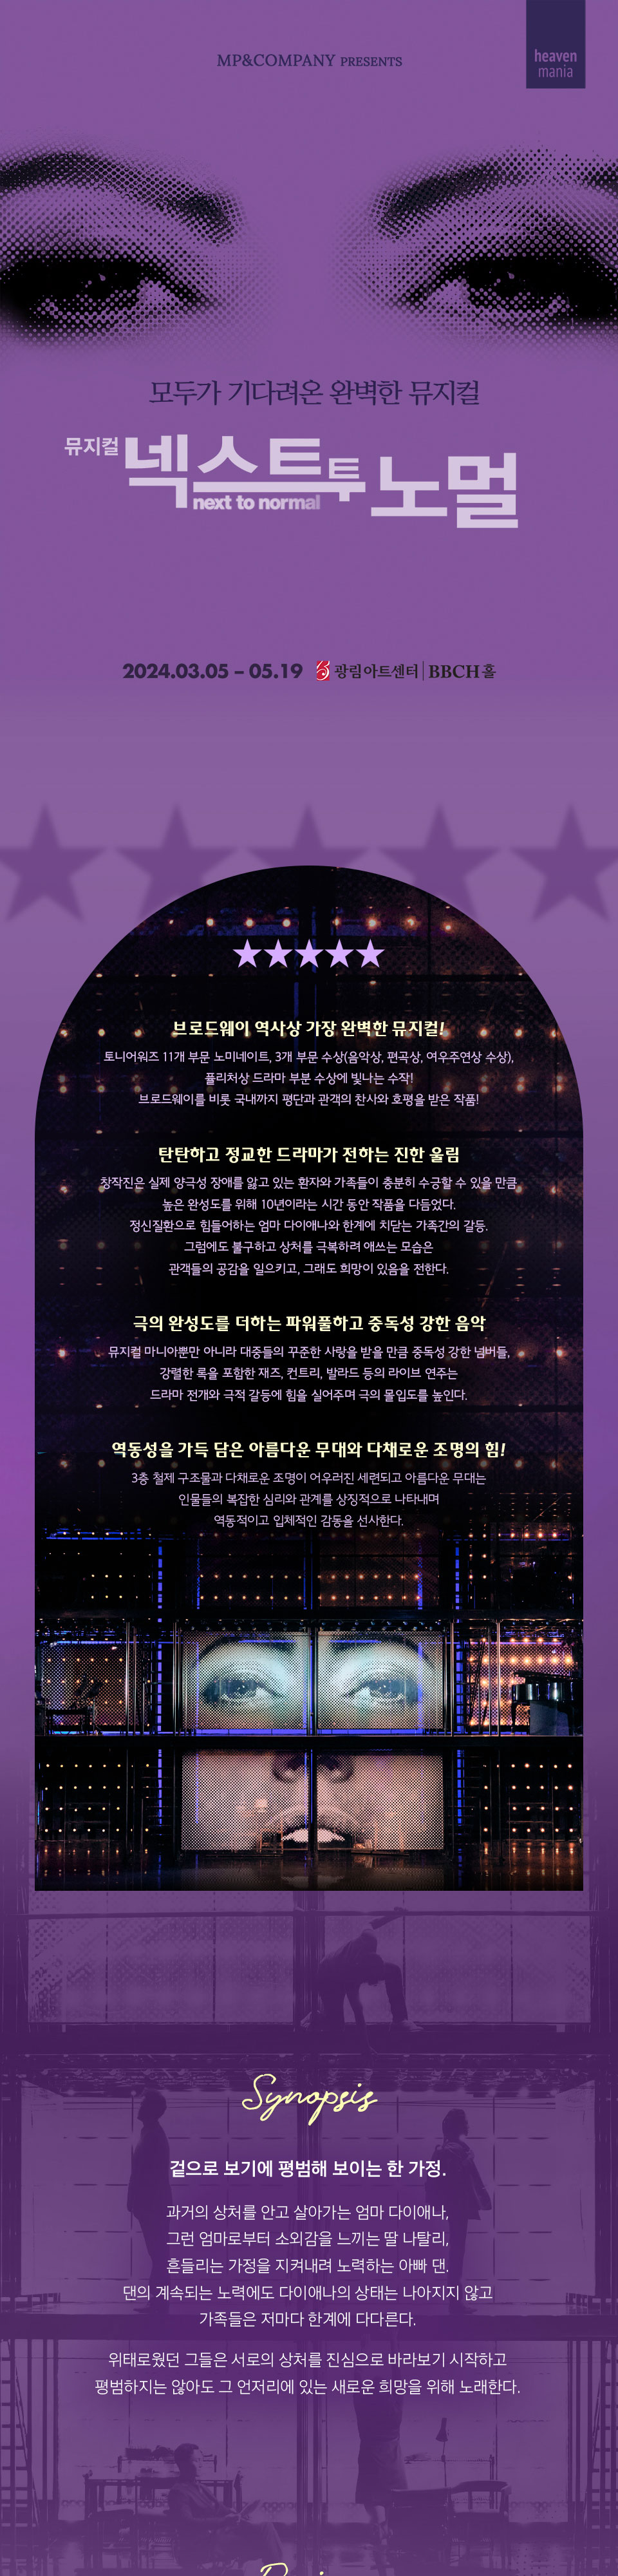 MP&COMPANY PRESENTS
heaven
mania
모두가 기다려온 완벽한 뮤지컬
뮤지컬 넥스트 투 노멀
next to normal
2024.03.05 – 05.19 광림아트센터 | BBCH홀
브로드웨이 역사상 가장 완벽한 뮤지컬!
토니어워즈 11개 부문 노미네이트, 3개 부문 수상(음악상, 편곡상, 여우주연상 수상),
퓰리처상 드라마 부분 수상에 빛나는 수작!
브로드웨이를 비롯 국내까지 평단과 관객의 찬사와 호평을 받은 작품!
탄탄하고 정교한 드라마가 전하는 진한 울림
창작진은 실제 양극성 장애를 앓고 있는 환자와 가족들이 충분히 수긍할 수 있을 만큼
높은 완성도를 위해 10년이라는 시간 동안 작품을 다듬었다.
정신질환으로 힘들어하는 엄마 다이애나와 한계에 치닫는 가족간의 갈등.
그럼에도 불구하고 상처를 극복하려 애쓰는 모습은
관객들의 공감을 일으키고, 그래도 희망이 있음을 전한다.
극의 완성도를 더하는 파워풀하고 중독성 강한 음악
뮤지컬 마니아뿐만 아니라 대중들의 꾸준한 사랑을 받을 만큼 중독성 강한 넘버들,
강렬한 록을 포함한 재즈, 컨트리, 발라드 등의 라이브 연주는
드라마 전개와 극적 갈등에 힘을 실어주며 극의 몰입도를 높인다.
역동성을 가득 담은 아름다운 무대와 다채로운 조명의 힘!
3층 철제 구조물과 다채로운 조명이 어우러진 세련되고 아름다운 무대는
인물들의 복잡한 심리와 관계를 상징적으로 나타내며
역동적이고 입체적인 감동을 선사한다.
Synopsis
겉으로 보기에 평범해 보이는 한 가정.
과거의 상처를 안고 살아가는 엄마 다이애나,
그런 엄마로부터 소외감을 느끼는 딸 나탈리,
흔들리는 가정을 지켜내려 노력하는 아빠 댄.
댄의 계속되는 노력에도 다이애나의 상태는 나아지지 않고
가족들은 저마다 한계에 다다른다.
위태로웠던 그들은 서로의 상처를 진심으로 바라보기 시작하고
평범하지는 않아도 그 언저리에 있는 새로운 희망을 위해 노래한다.